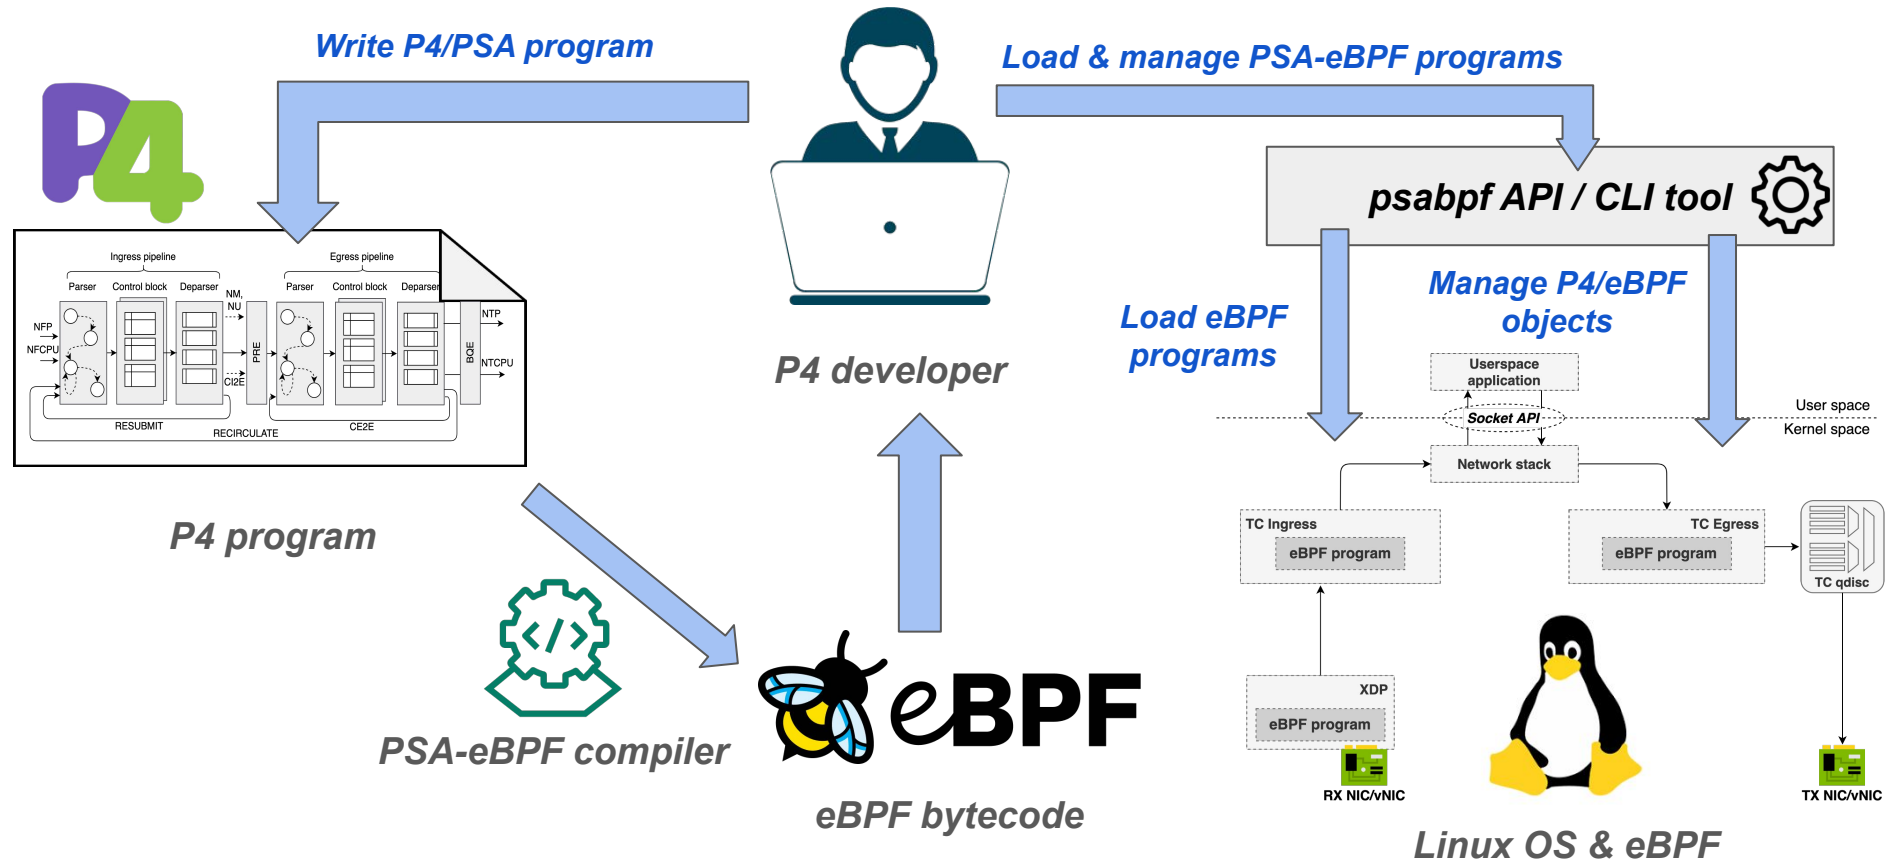 Write P4/PSA program
Load & manage PSA-eBPF programs
P4
psabpf API / CLI tool
Ingress pipeline
Egress pipeline
Parser
Control block
Deparser
NM,
NU
Parser
Control block
Deparser
NFP
NFCPU
PRE
CI2E
BQE
NTP
NTCPU
RESUBMIT
CE2E
RECIRCULATE
P4 program
P4 developer
Load eBPF
programs
Manage P4/eBPF
objects
Userspace
application
Socket API
User space
Kernel space
Network stack
TC Ingress
eBPF program
TC Egress
eBPF program
TC qdisc
XDP
eBPF program
RX NIC/vNIC
TX NIC/vNIC
</>
PSA-eBPF compiler
eBPF
eBPF bytecode
Linux OS & eBPF